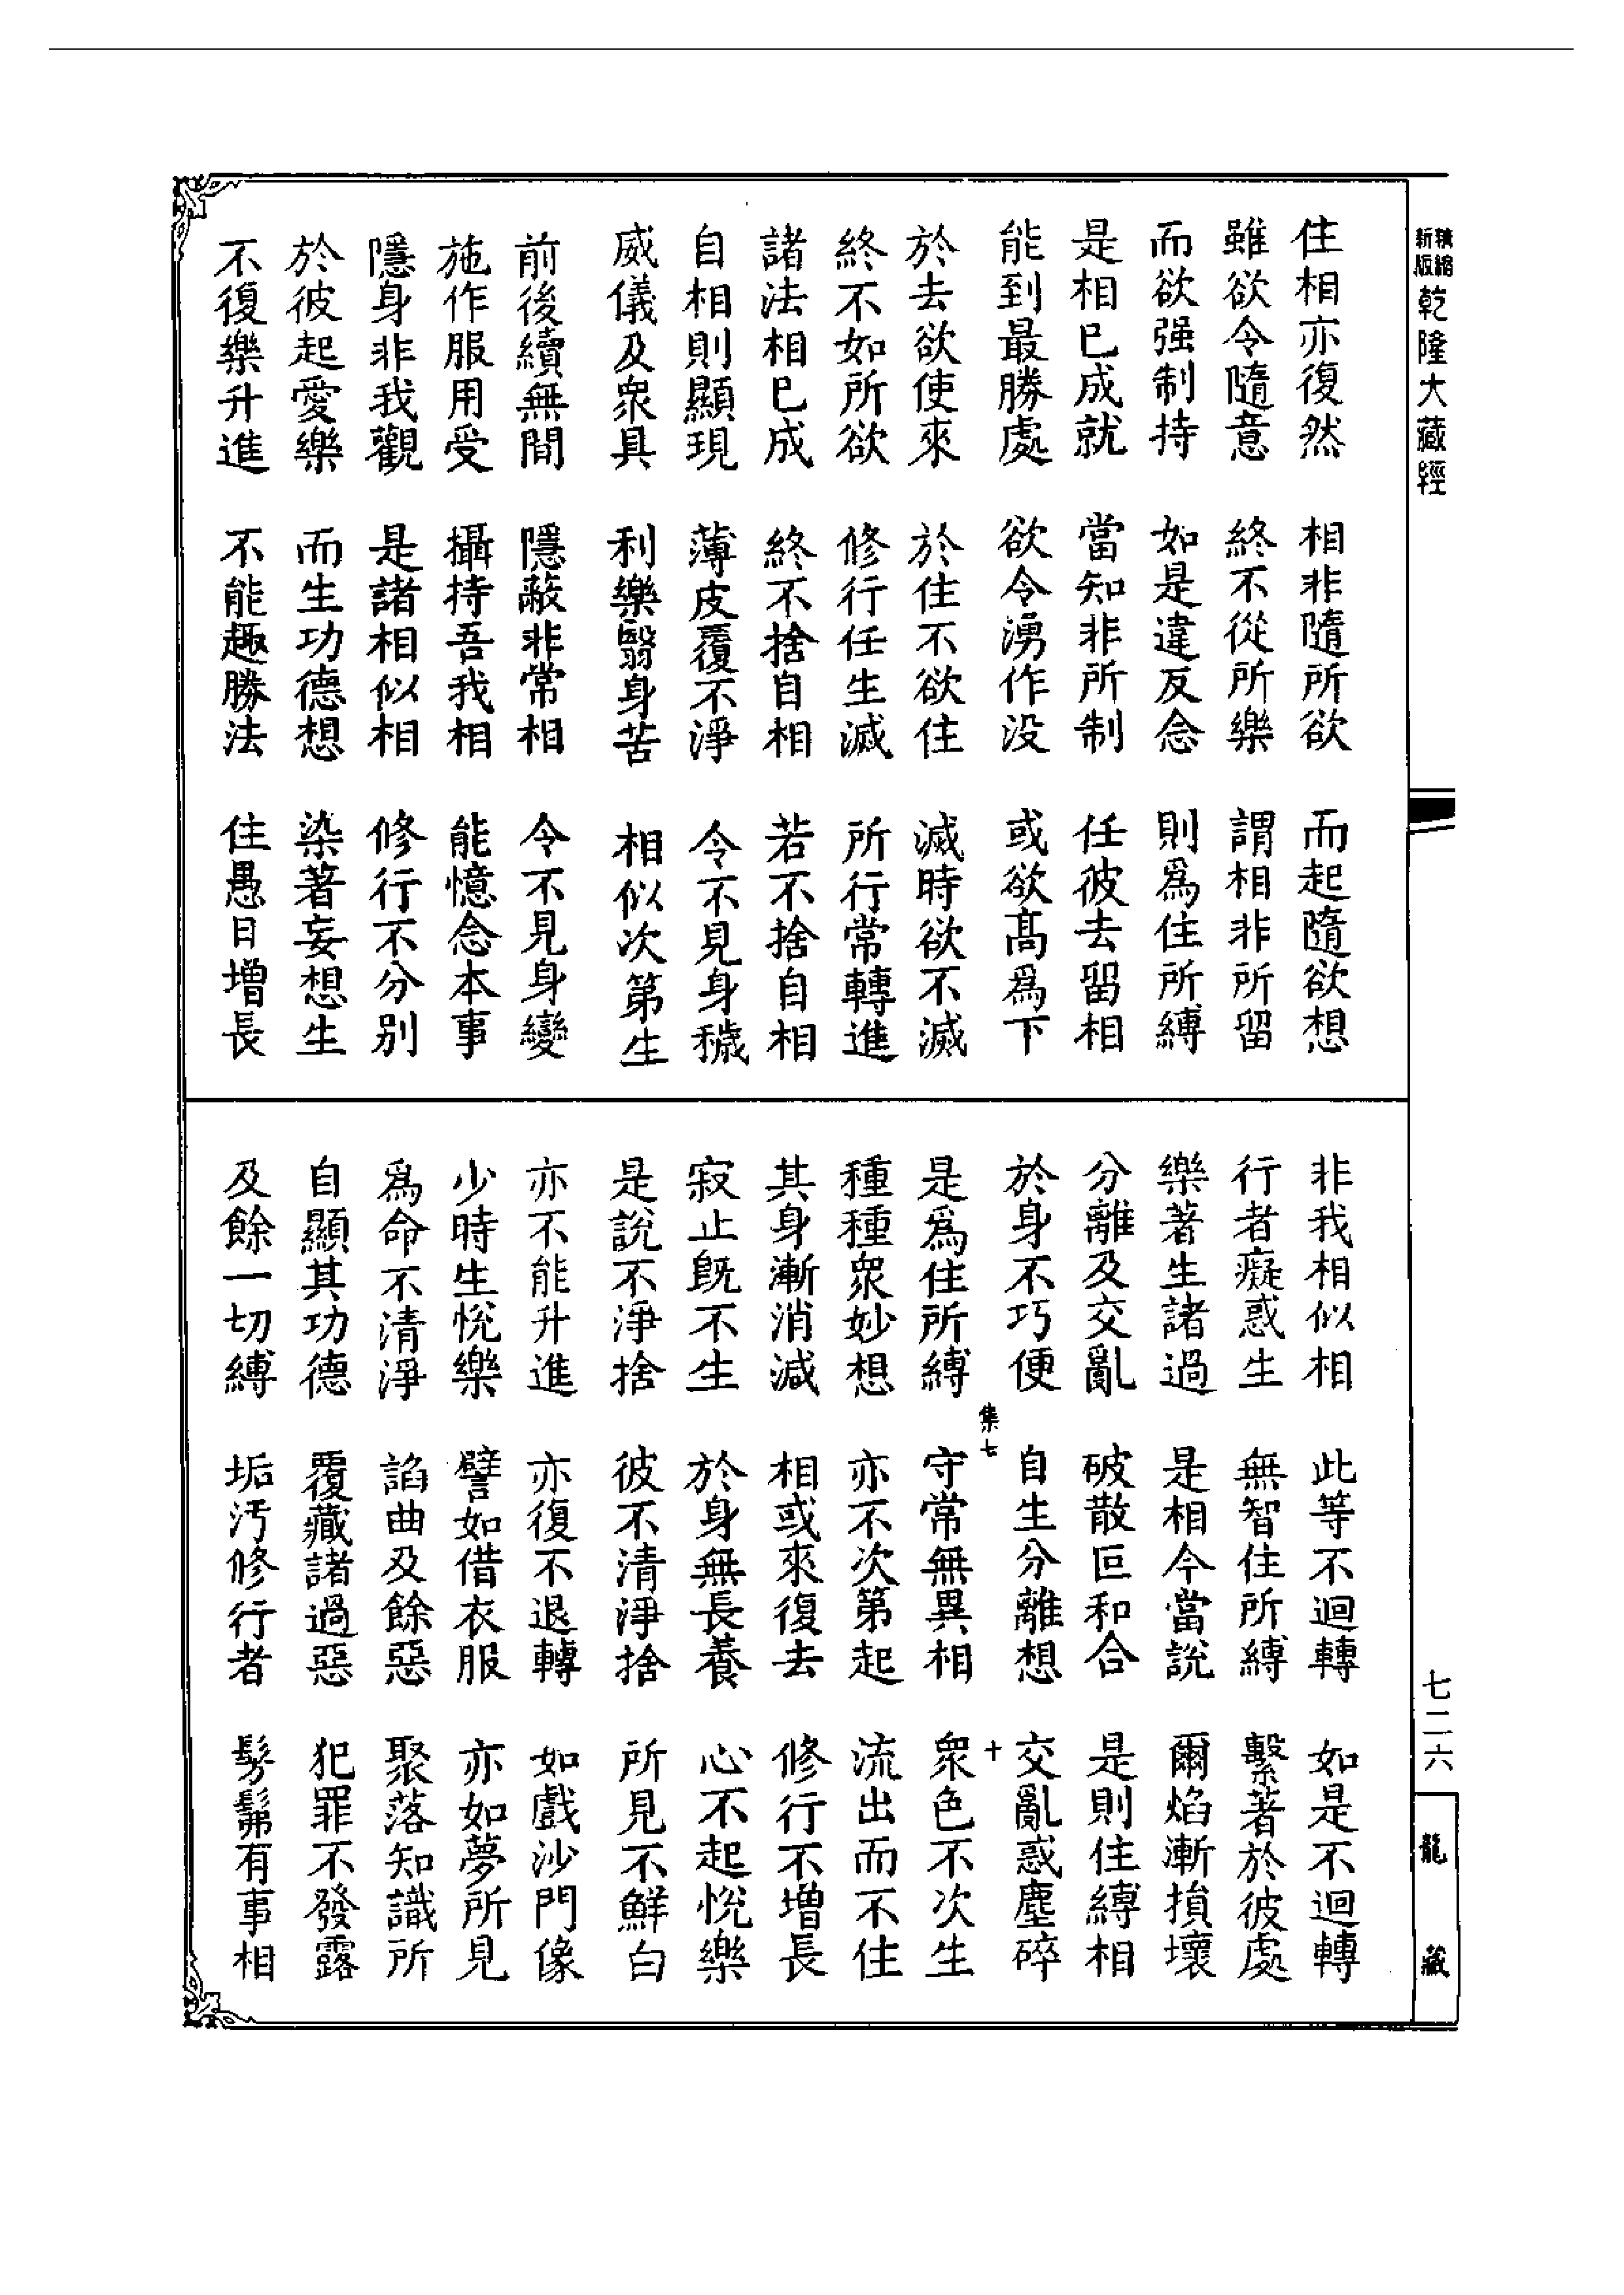 精縮新版乾隆大藏經
住相亦復然 相非隨所欲 而起隨欲想
雖欲令隨意 終不從所樂 謂相非所留
而欲强制持 如是違反念 則爲住所縛
是相已成就 當知非所制 任彼去留相
能到最勝處 欲令湧作没 或欲髙爲下
於去欲使來 於住不欲住 滅時欲不滅
終不如所欲 修行任生滅 所行常轉進
諸法相已成 終不捨自相 若不捨自相
自相則顯現 薄皮覆不淨 令不見身穢
威儀及衆具 利樂翳身苦 相似次第生
前後續無間 隱蔽非常相 令不見身變
施作服用受 攝持吾我相 能憶念本事
隱身非我觀 是諸相似相 修行不分别
於彼起愛樂 而生功德想 染著妄想生
不復樂升進 不能趣勝法 住愚日增長
非我相似相 此等不迴轉 如是不迴轉
行者癡惑生 無智住所縛 繫著於彼處
樂著生諸過 是相今當説 爾焰漸損壞
分離及交亂 破散叵和合 是則住縛相
於身不巧便 自生分離想 交亂惑塵碎
集七 十
是爲住所縛 守常無異相 衆色不次生
種種衆妙想 亦不次第起 流出而不住
其身漸消減 相或來復去 修行不增長
寂止旣不生 於身無長養 心不起悅樂
是說不淨捨 彼不清淨捨 所見不鮮白
亦不能升進 亦復不退轉 如戲沙門像
少時生悅樂 譬如借衣服 亦如夢所見
爲命不清淨 諂曲及餘惡 聚落知識所
自顯其功德 覆藏諸過惡 犯罪不發露
及餘一切縛 垢汚修行者 髣髴有事相
七二六
龍藏